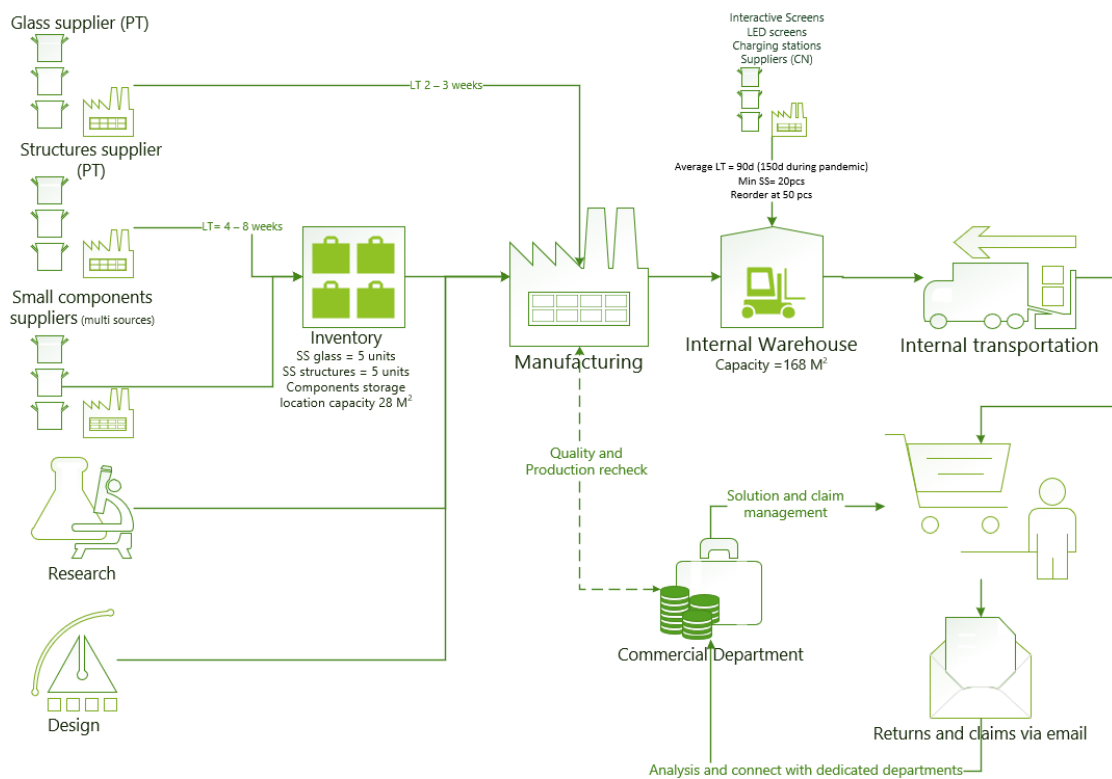 Glass supplier (PT)
LT 2 – 3 weeks
Structures supplier
(PT)
LT= 4 – 8 weeks
Small components
suppliers (multi sources)
Research
Design
Inventory
SS glass = 5 units
SS structures = 5 units
Components storage
location capacity 28 M²
Manufacturing
Interactive Screens
LED screens
Charging stations
Suppliers (CN)
Average LT = 90d (150d during pandemic)
Min SS= 20pcs
Reorder at 50 pcs
Internal Warehouse
Capacity =168 M²
Internal transportation
Quality and
Production recheck
Solution and claim
management
Commercial Department
Returns and claims via email
Analysis and connect with dedicated departments